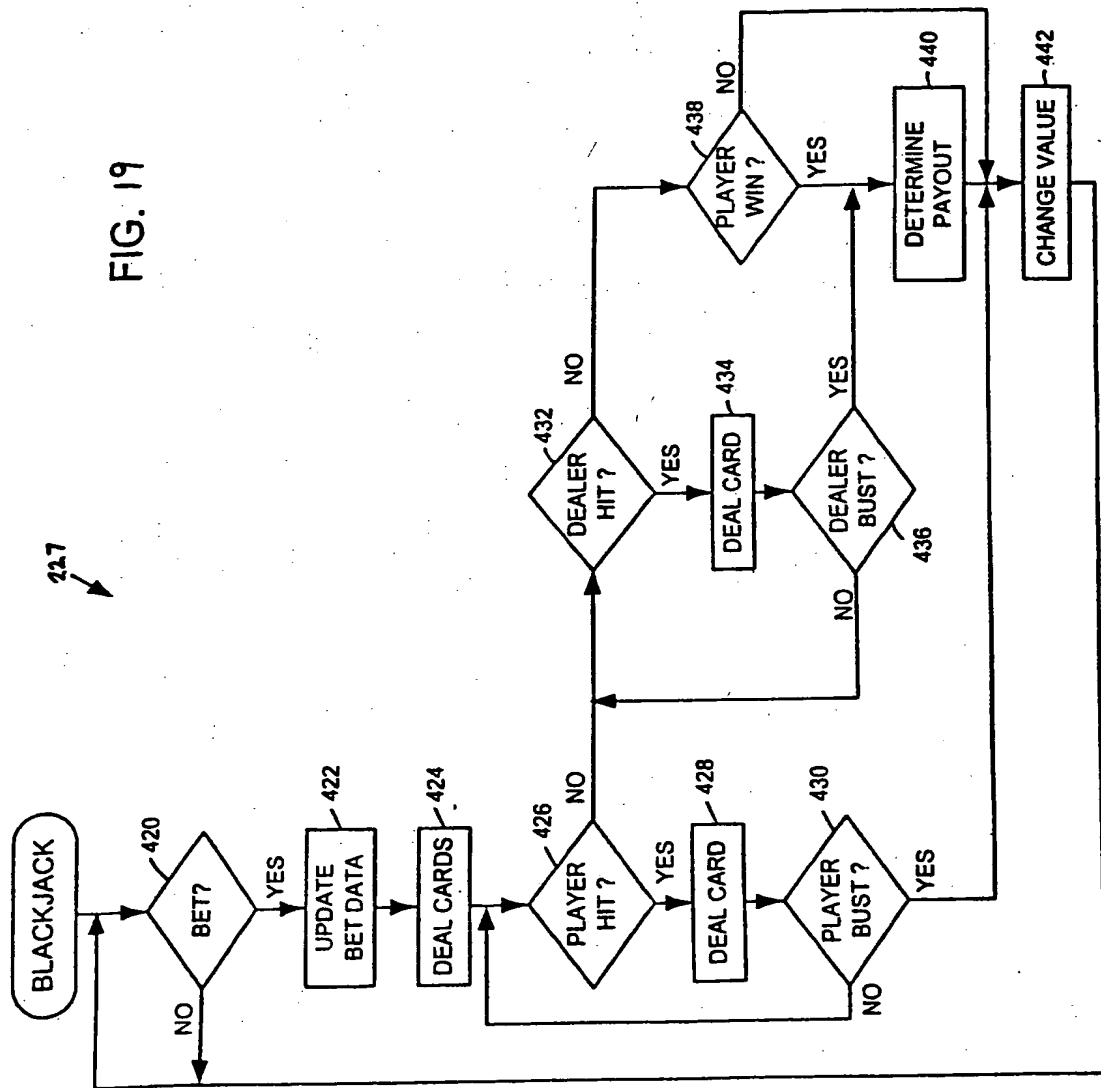 FIG. 19
227
BLACKJACK
420
BET?
NO
YES
422
UPDATE
BET DATA
424
DEAL CARDS
426
PLAYER
HIT ?
NO
YES
428
DEAL CARD
430
PLAYER
BUST ?
NO
YES
432
DEALER
HIT ?
NO
YES
434
DEAL CARD
436
DEALER
BUST ?
NO
YES
438
PLAYER
WIN ?
NO
YES
440
DETERMINE
PAYOUT
442
CHANGE VALUE